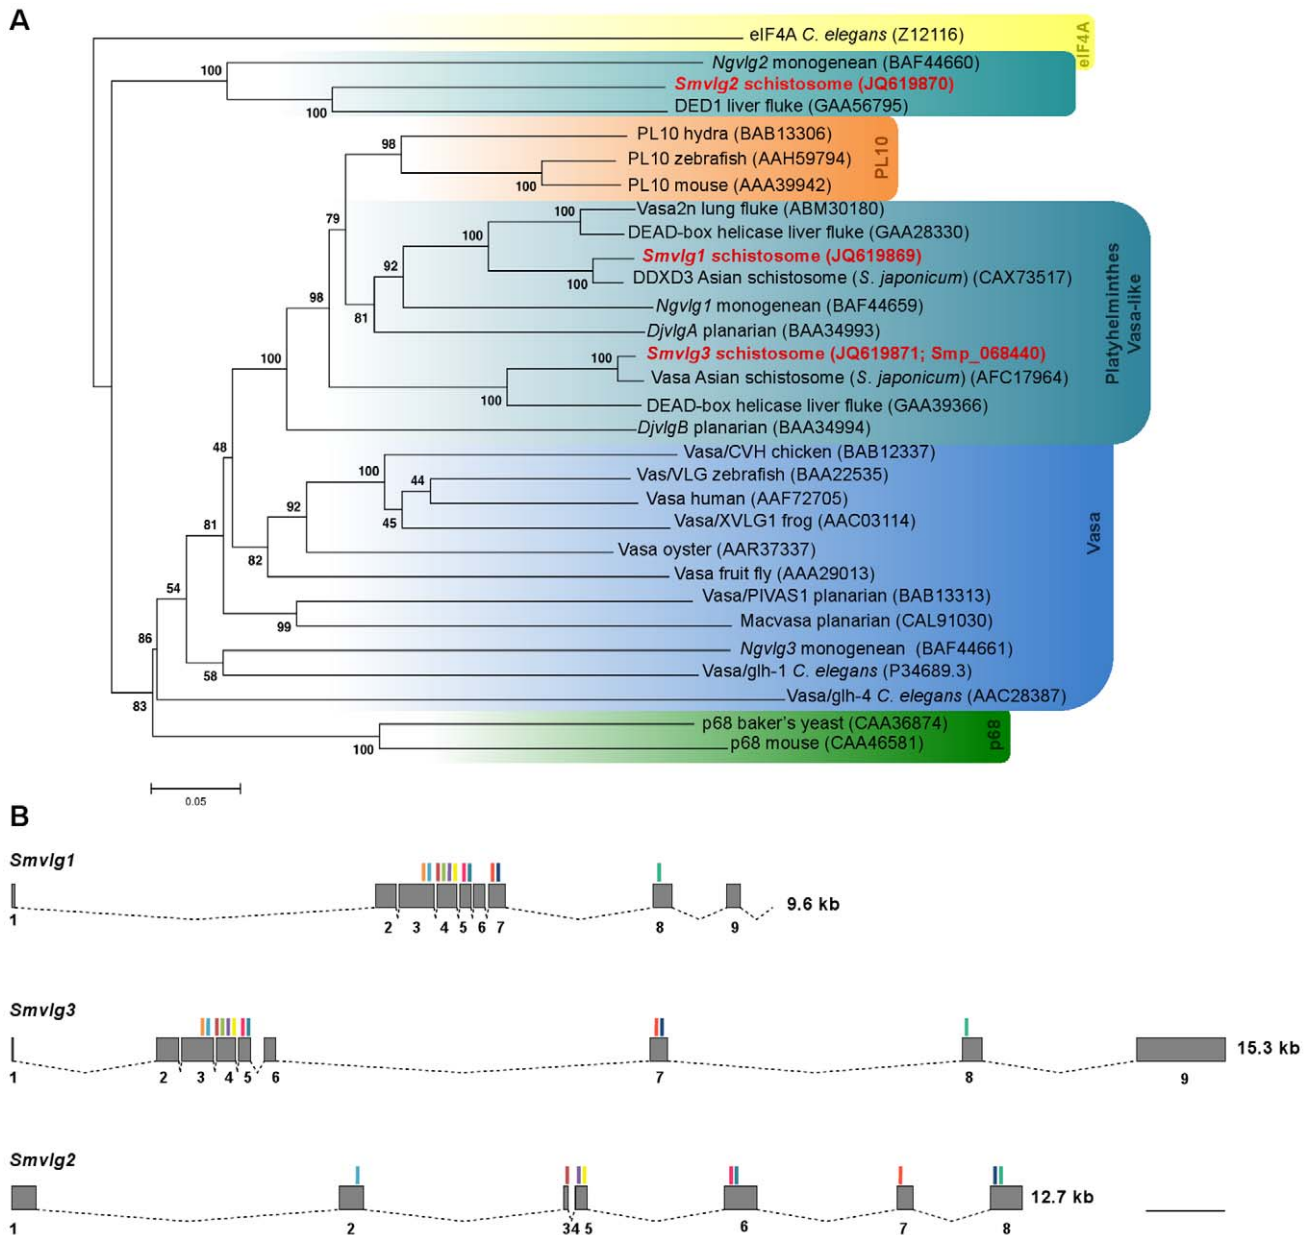 A
eIF4A C. elegans (Z12116)
eIF4A
Ngvlg2 monogenean (BAF44660)
100
Smvlg2 schistosome (JQ619870)
100
DED1 liver fluke (GAA56795)
PL10 hydra (BAB13306)
98
PL10 zebrafish (AAH59794)
PL10
100
PL10 mouse (AAA39942)
Vasa2n lung fluke (ABM30180)
100
79
DEAD-box helicase liver fluke (GAA28330)
100
Smvlg1 schistosome (JQ619869)
92
100
DDXD3 Asian schistosome (S. japonicum) (CAX73517)
98
Ngvlg1 monogenean (BAF44659)
81
DjvlgA planarian (BAA34993)
Platyhelminthes
Vasa-like
100
Smvlg3 schistosome (JQ619871; Smp_068440)
100
Vasa Asian schistosome (S. japonicum) (AFC17964)
100
DEAD-box helicase liver fluke (GAA39366)
DjvlgB planarian (BAA34994)
48
Vasa/CVH chicken (BAB12337)
100
44
Vas/VLG zebrafish (BAA22535)
Vasa human (AAF72705)
92
45
Vasa/XVLG1 frog (AAC03114)
81
Vasa oyster (AAR37337)
82
Vasa fruit fly (AAA29013)
Vasa
54
Vasa/PIVAS1 planarian (BAB13313)
99
Macvasa planarian (CAL91030)
86
Ngvlg3 monogenean (BAF44661)
58
Vasa/glh-1 C. elegans (P34689.3)
83
Vasa/glh-4 C. elegans (AAC28387)
p68 baker's yeast (CAA36874)
p68
100
p68 mouse (CAA46581)
0.05
B
Smvlg1
9.6 kb
1 2 3 4 5 6 7 8 9
Smvlg3
15.3 kb
1 2 3 4 5 6 7 8 9
Smvlg2
12.7 kb
1 2 3 4 5 6 7 8